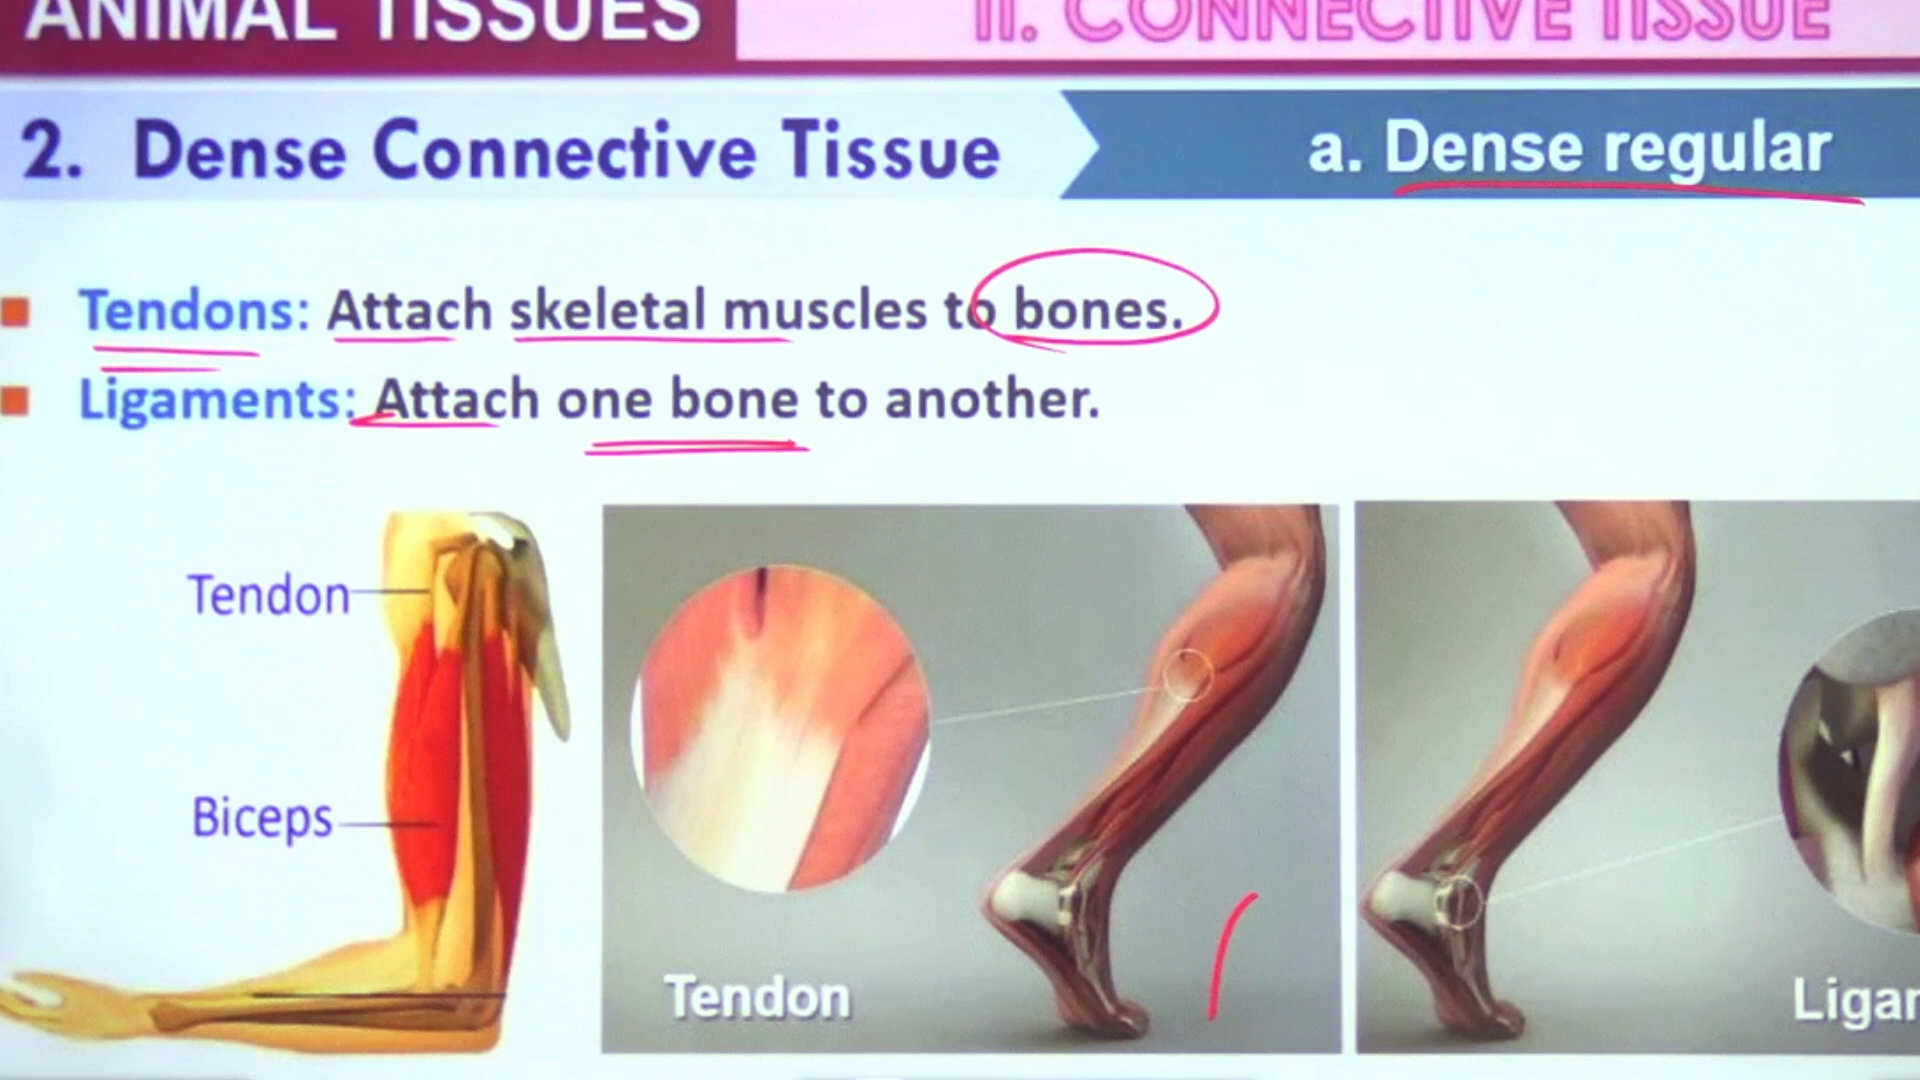 ANIMAL TISSUES
II. CONNECTIVE TISSUE
2. Dense Connective Tissue
a. Dense regular
Tendons: Attach skeletal muscles to bones.
Ligaments: Attach one bone to another.
Tendon
Biceps
Tendon
Ligar